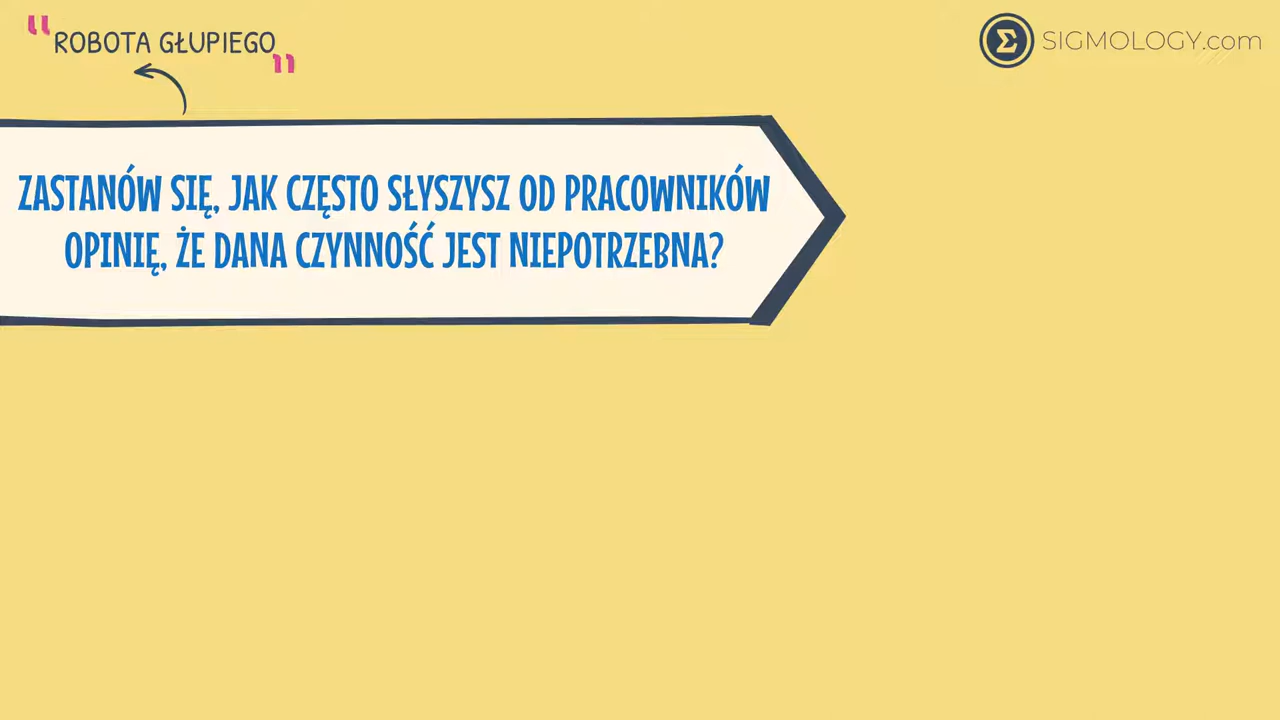 "ROBOTA GŁUPIEGO"
SIGMOLOGY.com
ZASTANÓW SIĘ, JAK CZĘSTO SŁYSZYSZ OD PRACOWNIKÓW
OPINIĘ, ŻE DANA CZYNNOŚĆ JEST NIEPOTRZEBNA?